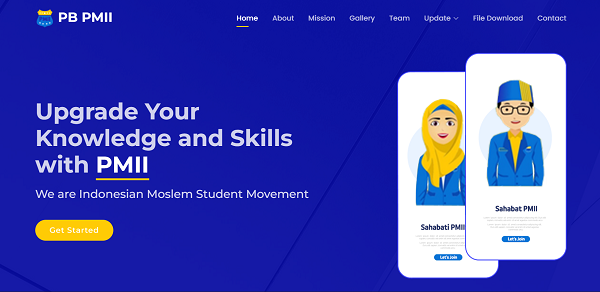 PB PMII
Home About Mission Gallery Team Update File Download Contact
Upgrade Your
Knowledge and Skills
with PMII
We are Indonesian Moslem Student Movement
Get Started
Sahabati PMII
Let's Join
Sahabat PMII
Let's Join